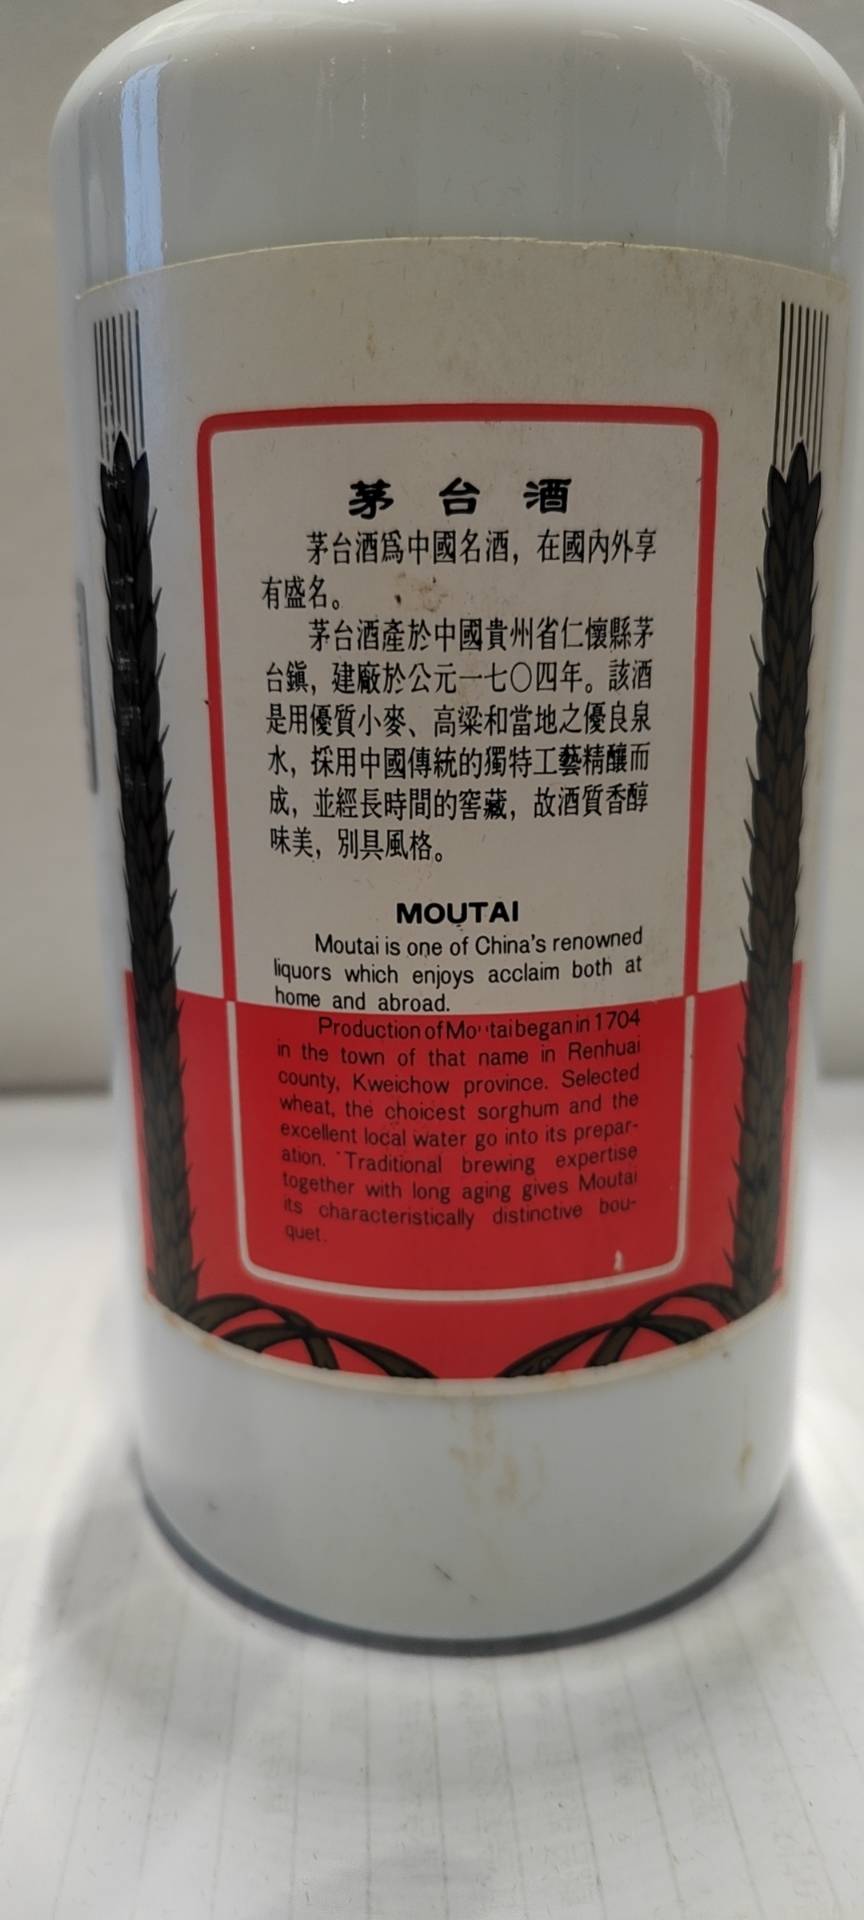 茅台酒
茅台酒爲中國名酒，在國內外享
有盛名。
茅台酒產於中國貴州省仁懷縣茅
台鎮，建廠於公元一七〇四年。該酒
是用優質小麥、高粱和當地之優良泉
水，採用中國傳統的獨特工藝精釀而
成，並經長時間的窖藏，故酒質香醇
味美，別具風格。
MOUTAI
Moutai is one of China's renowned
liquors which enjoys acclaim both at
home and abroad.
Production of Moutai began in 1704
in the town of that name in Renhuai
county, Kweichow province. Selected
wheat, the choicest sorghum and the
excellent local water go into its prepar-
ation. Traditional brewing expertise
together with long aging gives Moutai
its characteristically distinctive bou-
quet.